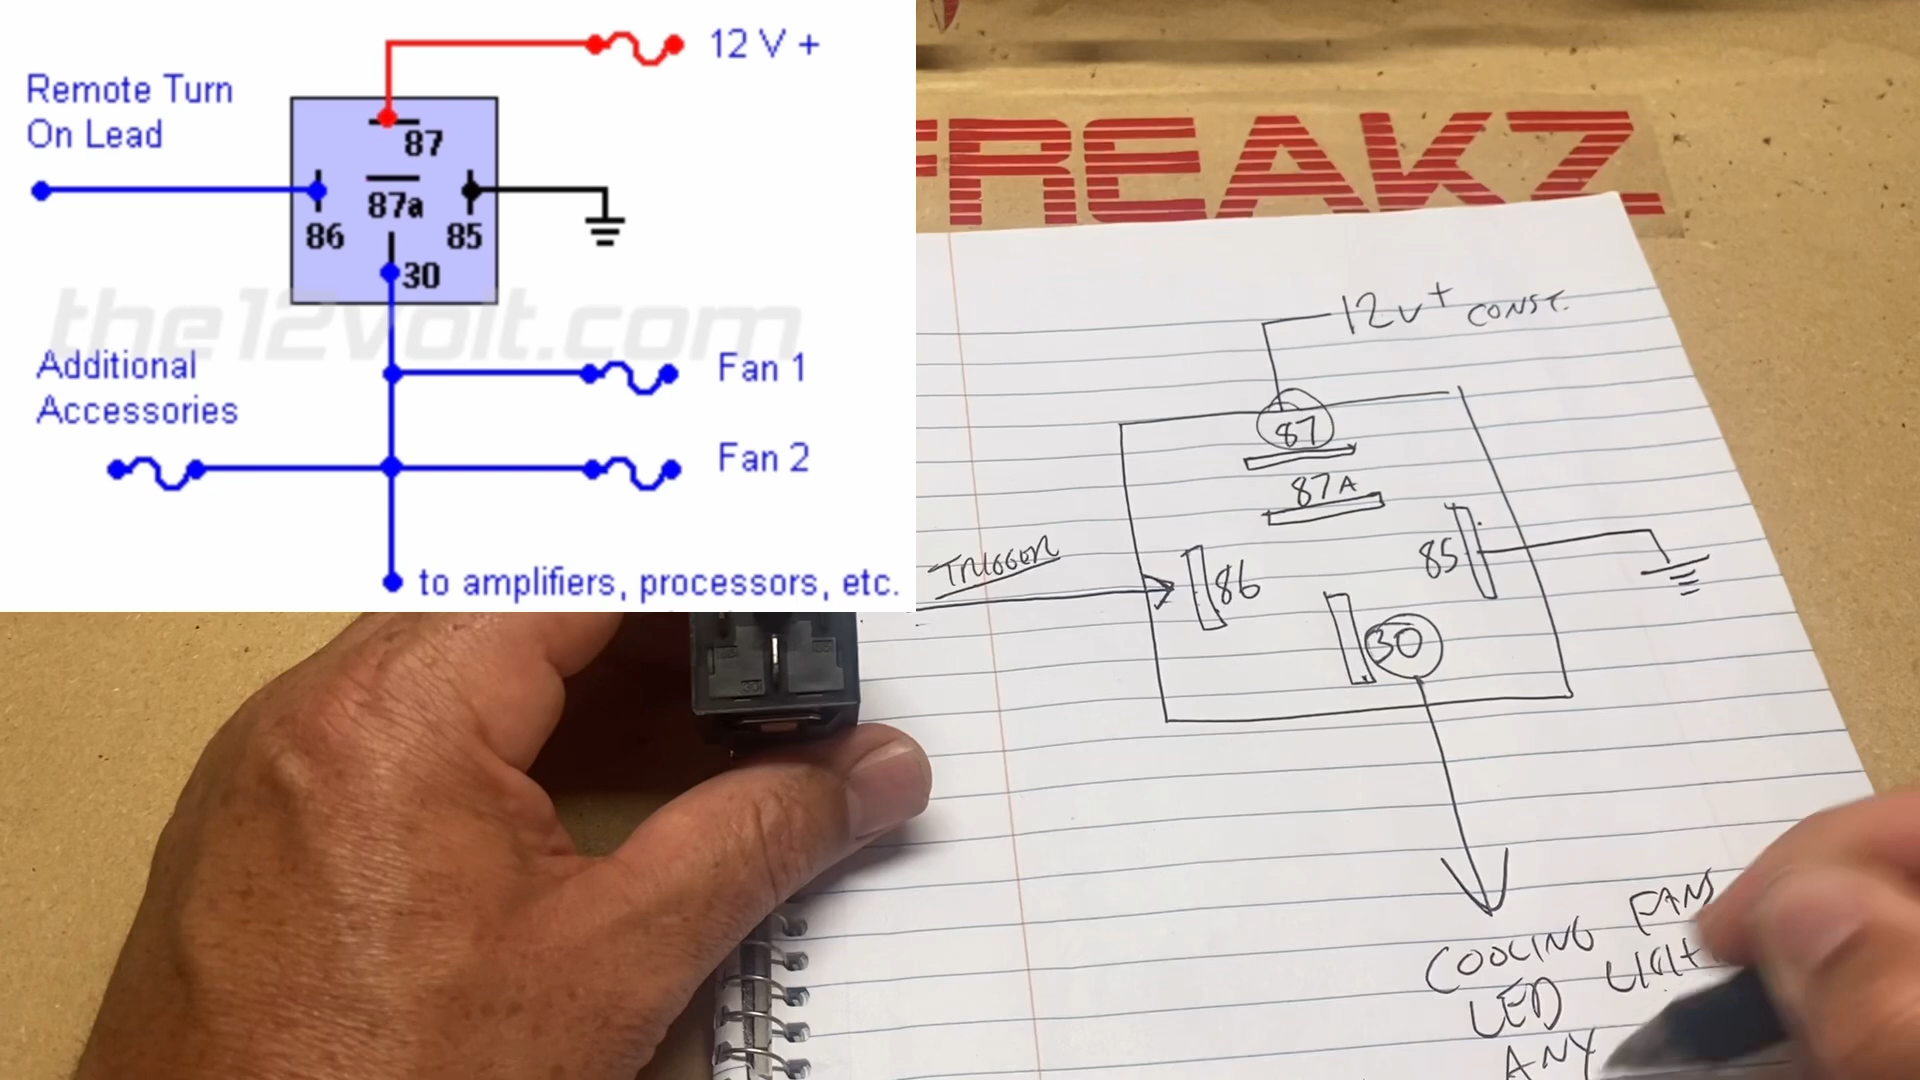 12 V +
Remote Turn
On Lead
87
87a
86
85
30
the12volt.com
Additional
Accessories
Fan 1
Fan 2
to amplifiers, processors, etc.
FREAKZ
12V+ CONST.
87
87A
TRIGGER
86
85
30
COOLING FANS
LED LIGHT
ANY